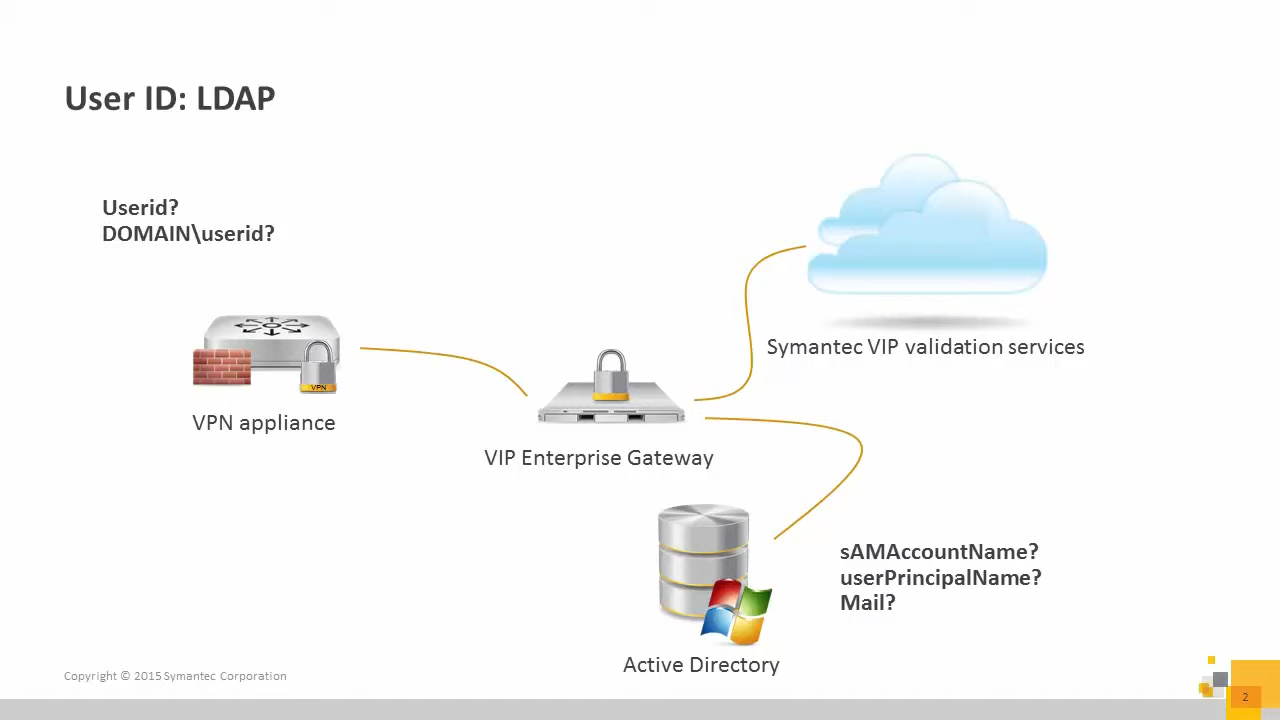 User ID: LDAP
Userid?
DOMAIN\userid?
Symantec VIP validation services
VPN
VPN appliance
VIP Enterprise Gateway
sAMAccountName?
userPrincipalName?
Mail?
Active Directory
Copyright © 2015 Symantec Corporation
2